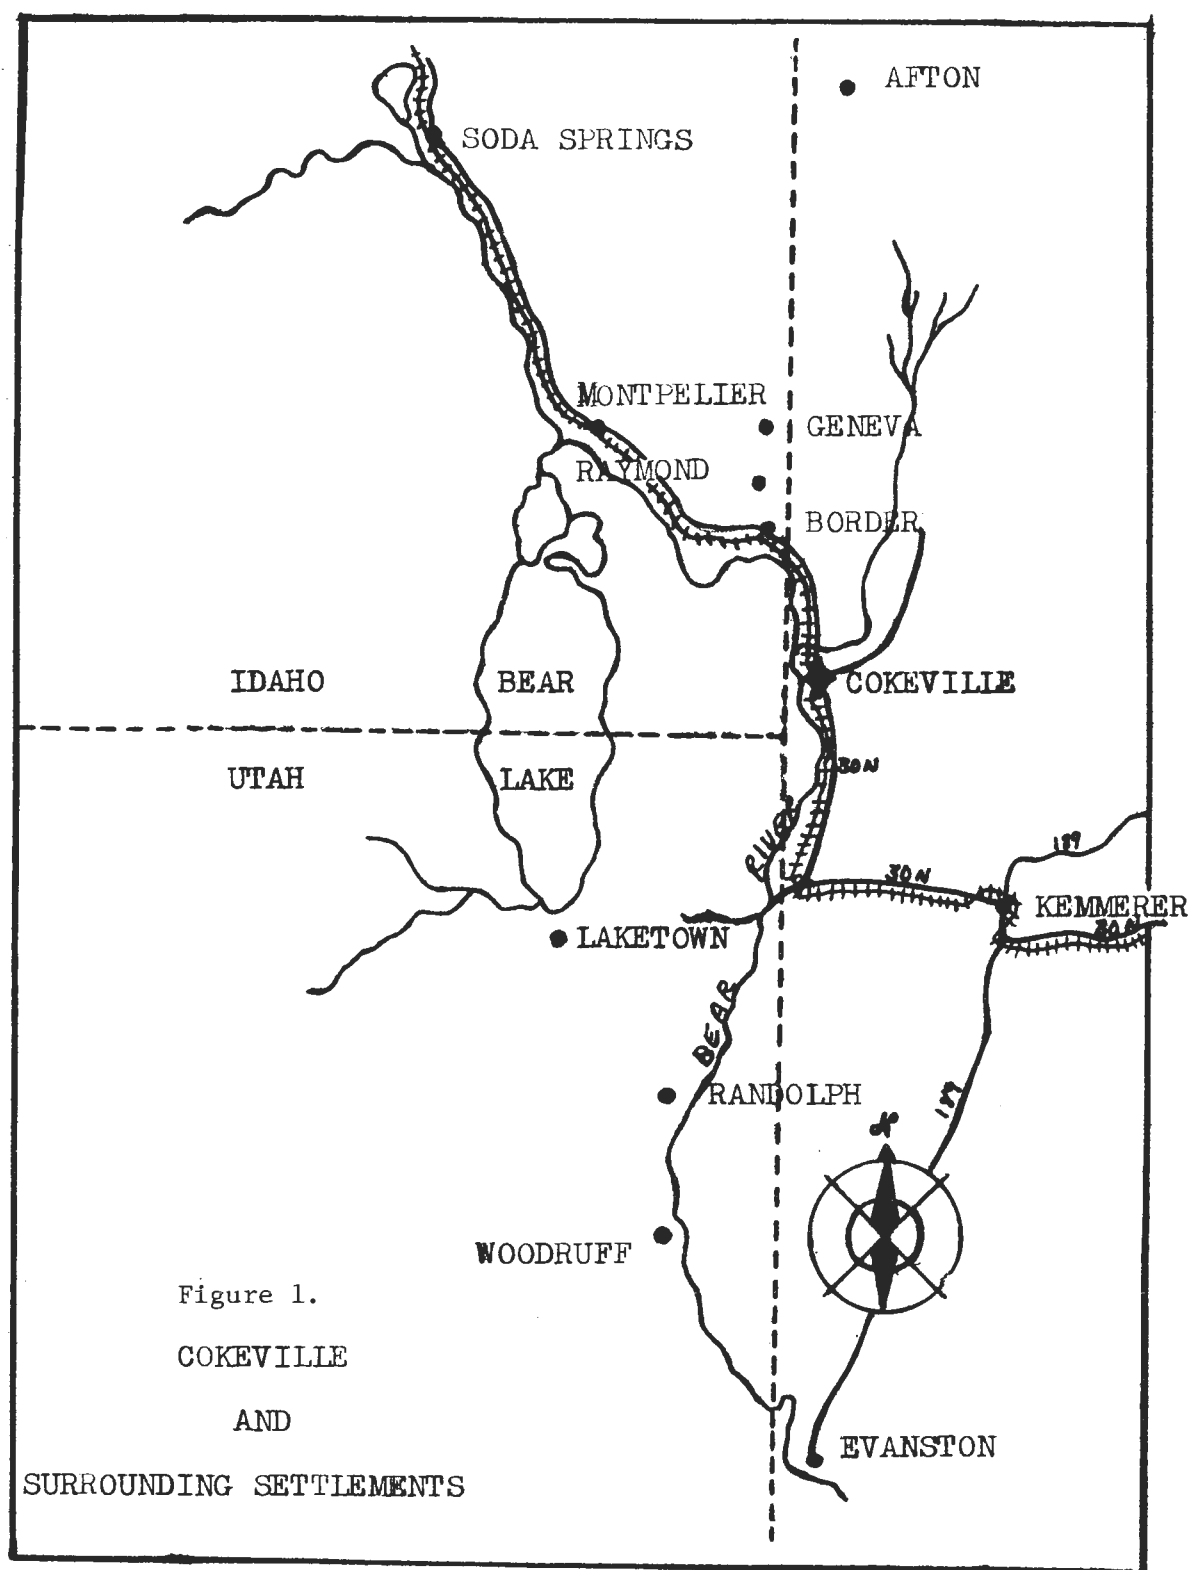 AFTON
SODA SPRINGS
MONTPELIER
GENEVA
RAYMOND
BORDER
IDAHO
BEAR
COKEVILLE
UTAH
LAKE
30N
RIVER
189
30N
KEMMERER
30N
LAKETOWN
BEAR
RANDOLPH
189
N
WOODRUFF
Figure 1.
COKEVILLE
AND
SURROUNDING SETTLEMENTS
EVANSTON